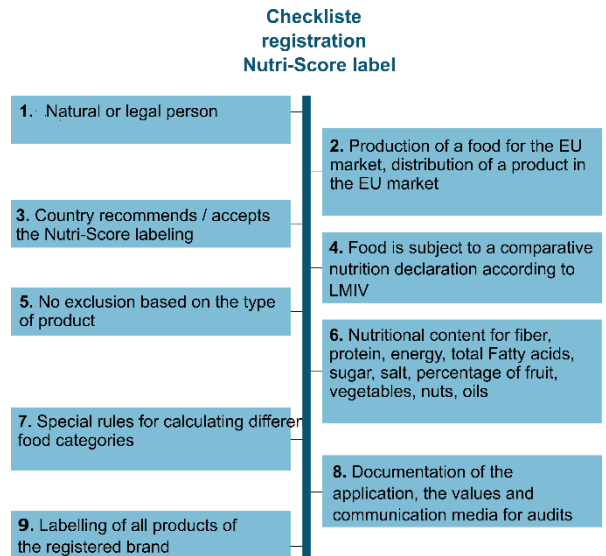 Checkliste
registration
Nutri-Score label
1. Natural or legal person
2. Production of a food for the EU
market, distribution of a product in
the EU market
3. Country recommends / accepts
the Nutri-Score labeling
4. Food is subject to a comparative
nutrition declaration according to
LMIV
5. No exclusion based on the type
of product
6. Nutritional content for fiber,
protein, energy, total Fatty acids,
sugar, salt, percentage of fruit,
vegetables, nuts, oils
7. Special rules for calculating differen
food categories
8. Documentation of the
application, the values and
communication media for audits
9. Labelling of all products of
the registered brand